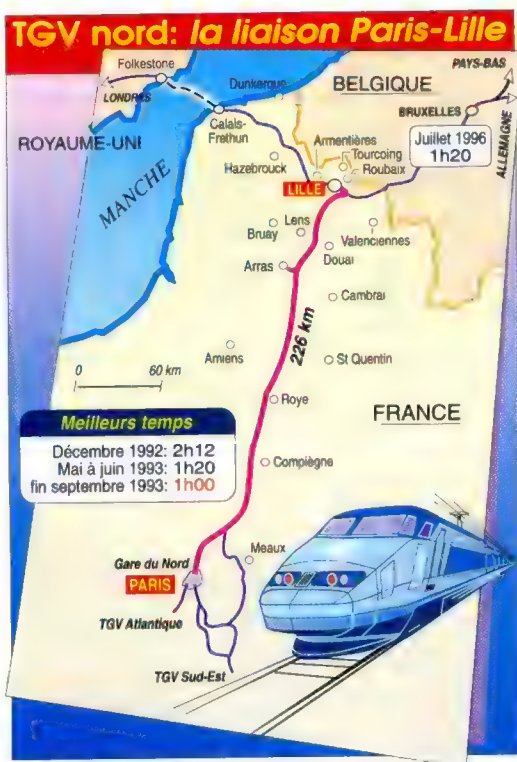 TGV nord: la liaison Paris-Lille
PAYS-BAS
Folkestone
Dunkerque
BELGIQUE
LONDRES
BRUXELLES
ALLEMAGNE
Calais-
Frethun
ROYAUME-UNI
Juillet 1996
1h20
Armentières
Tourcoing
Roubaix
Hazebrouck
MANCHE
LILLE
Lens
Bruay
Valenciennes
Douai
Arras
Cambrai
226 km
Amiens
St Quentin
0 60 km
Roye
FRANCE
Meilleurs temps
Décembre 1992: 2h12
Mai à juin 1993: 1h20
fin septembre 1993: 1h00
Compiègne
Meaux
Gare du Nord
PARIS
TGV Atlantique
TGV Sud-Est